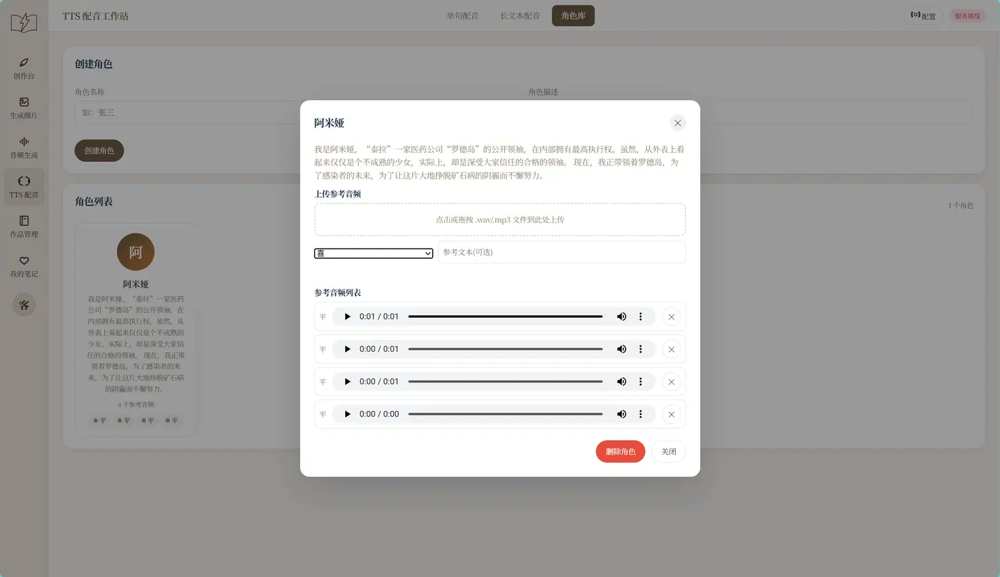 TTS 配音工作站
单句配音
长文本配音
角色库
配置
服务离线
创作台
生成图片
音频生成
TTS 配音
作品管理
我的笔记
客
创建角色
角色名称
角色描述
如：张三
创建角色
角色列表
1 个角色
阿
阿米娅
我是阿米娅，“泰拉”一家医药
公司“罗德岛”的公开领袖，在
内部拥有最高执行权。虽然，从
外表上看起来仅仅是个不成熟的
少女，实际上，却是深受大家信
任的合格的领袖。 现在，我正带
领着罗德岛，为了感染者的未
来，为了让这片大地挣脱矿石病
的阴霾而不懈努力。
4 个参考音频
平
平
平
平
阿米娅
我是阿米娅，“泰拉”一家医药公司“罗德岛”的公开领袖，在内部拥有最高执行权。虽然，从外表上看
起来仅仅是个不成熟的少女，实际上，却是深受大家信任的合格的领袖。 现在，我正带领着罗德岛，为
了感染者的未来，为了让这片大地挣脱矿石病的阴霾而不懈努力。
上传参考音频
点击或拖拽 .wav/.mp3 文件到此处上传
喜
参考文本(可选)
参考音频列表
平 0:01 / 0:01
平 0:00 / 0:01
平 0:00 / 0:01
平 0:00 / 0:00
删除角色
关闭